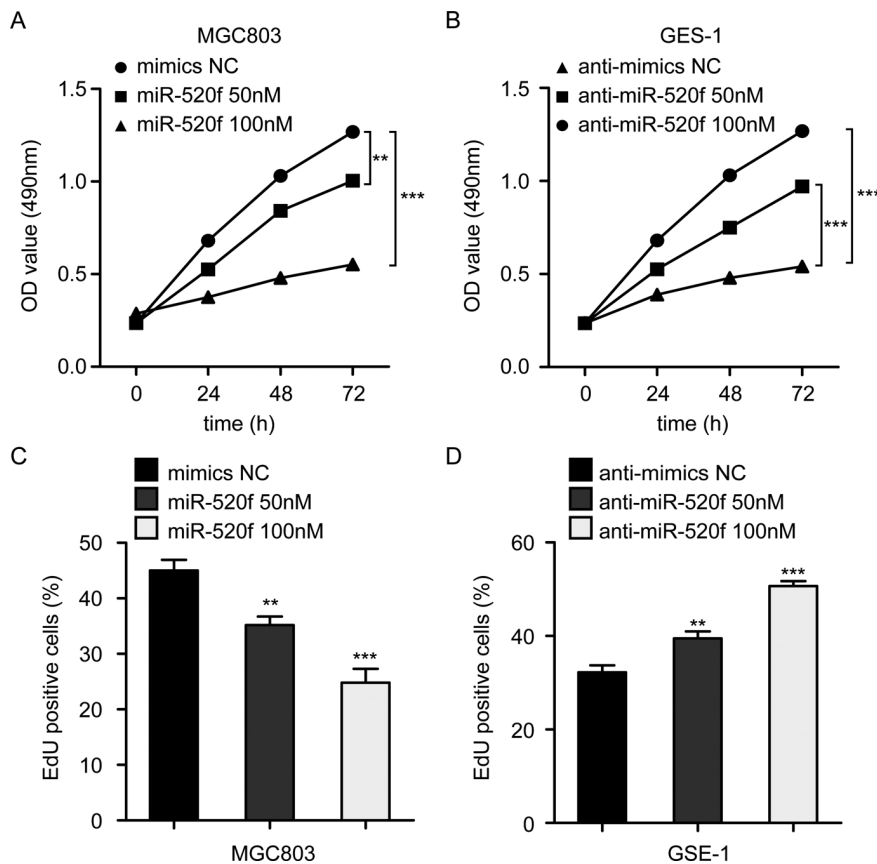 A
MGC803
mimics NC
miR-520f 50nM
miR-520f 100nM
OD value (490nm)
1.5
1.0
0.5
0.0
**
***
0 24 48 72
time (h)
B
GES-1
anti-mimics NC
anti-miR-520f 50nM
anti-miR-520f 100nM
OD value (490nm)
1.5
1.0
0.5
0.0
***
***
0 24 48 72
time (h)
C
mimics NC
miR-520f 50nM
miR-520f 100nM
EdU positive cells (%)
50
40
30
20
10
0
**
***
MGC803
D
anti-mimics NC
anti-miR-520f 50nM
anti-miR-520f 100nM
EdU positive cells (%)
60
40
20
0
**
***
GSE-1